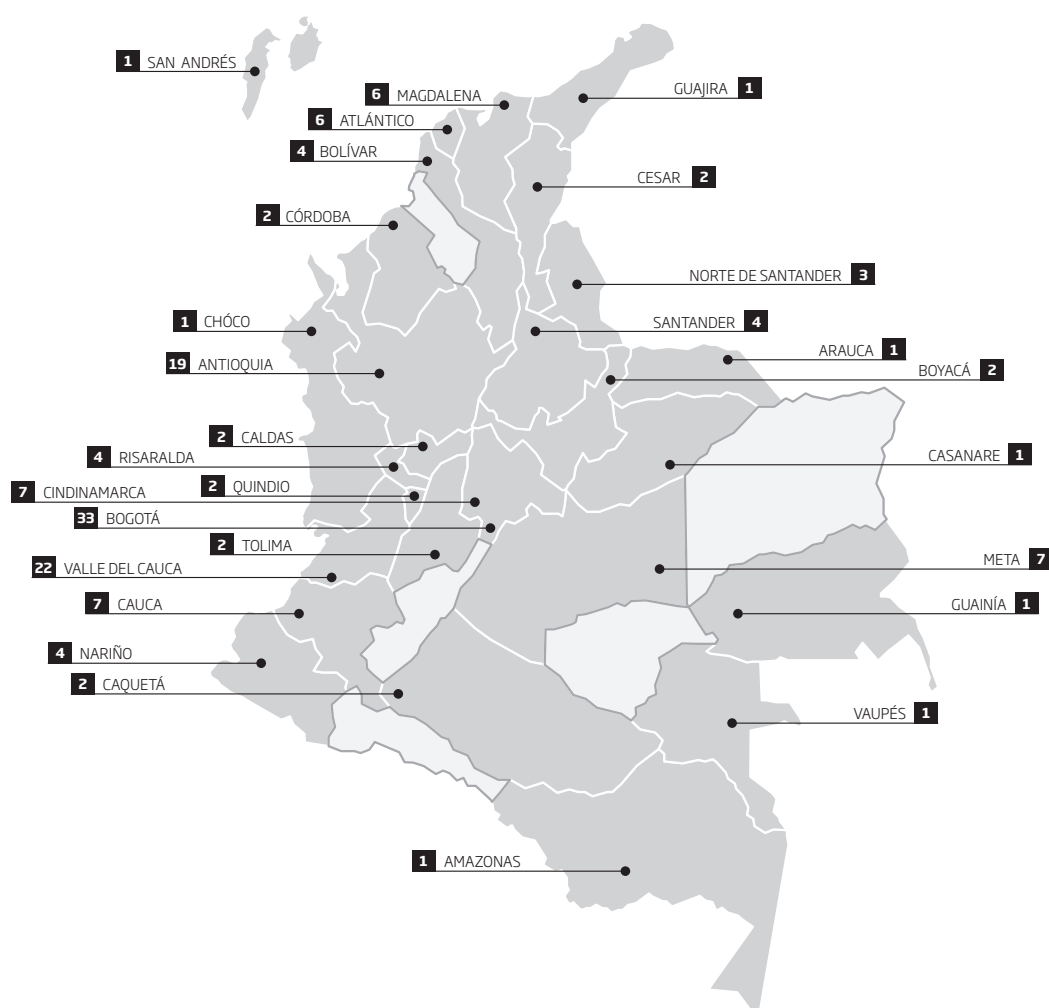 1 SAN ANDRÉS
GUAJIRA 1
6 MAGDALENA
6 ATLÁNTICO
4 BOLÍVAR
CESAR 2
2 CÓRDOBA
NORTE DE SANTANDER 3
1 CHÓCO
SANTANDER 4
ARAUCA 1
19 ANTIOQUIA
BOYACÁ 2
2 CALDAS
4 RISARALDA
CASANARE 1
2 QUINDIO
7 CINDINAMARCA
33 BOGOTÁ
2 TOLIMA
META 7
22 VALLE DEL CAUCA
7 CAUCA
GUAINÍA 1
4 NARIÑO
2 CAQUETÁ
VAUPÉS 1
1 AMAZONAS